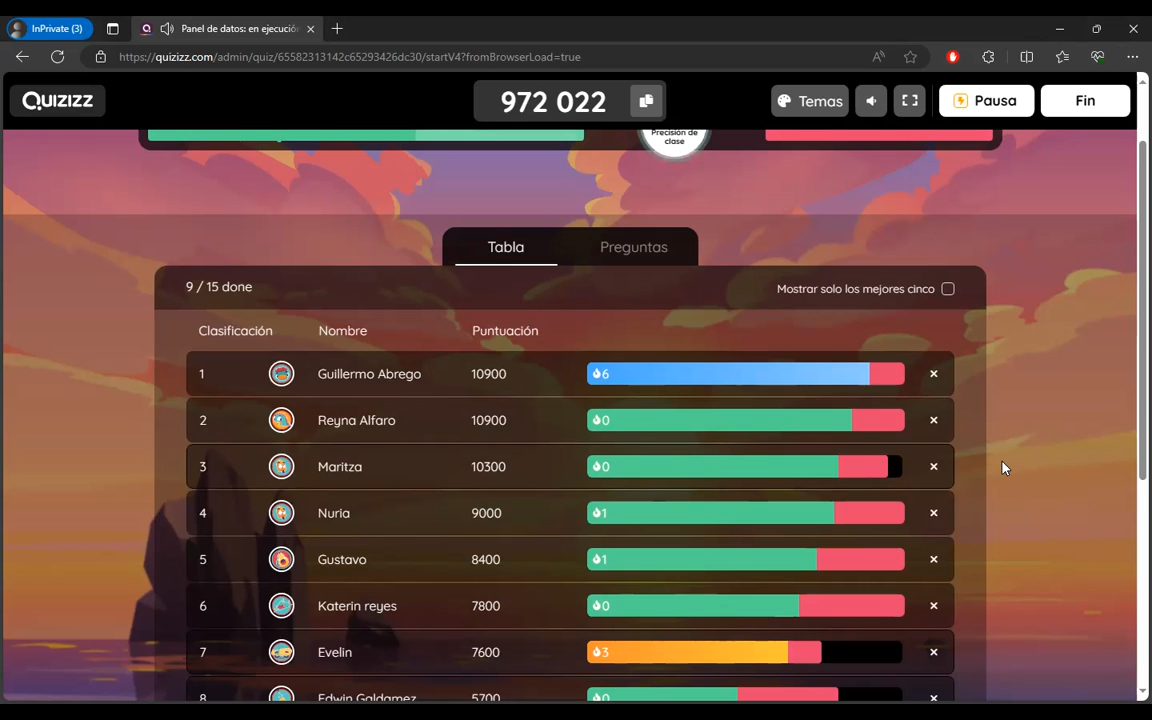 InPrivate (3)
Panel de datos: en ejecución
https://quizizz.com/admin/quiz/65582313142c65293426dc30/startV4?fromBrowserLoad=true
Quizizz
972 022
Temas
Pausa
Fin
Precisión de
clase
Tabla
Preguntas
9 / 15 done
Mostrar solo los mejores cinco
Clasificación Nombre Puntuación
1 Guillermo Abrego 10900 6
2 Reyna Alfaro 10900 0
3 Maritza 10300 0
4 Nuria 9000 1
5 Gustavo 8400 1
6 Katerin reyes 7800 0
7 Evelin 7600 3
8 Edwin Galdamez 5700 0